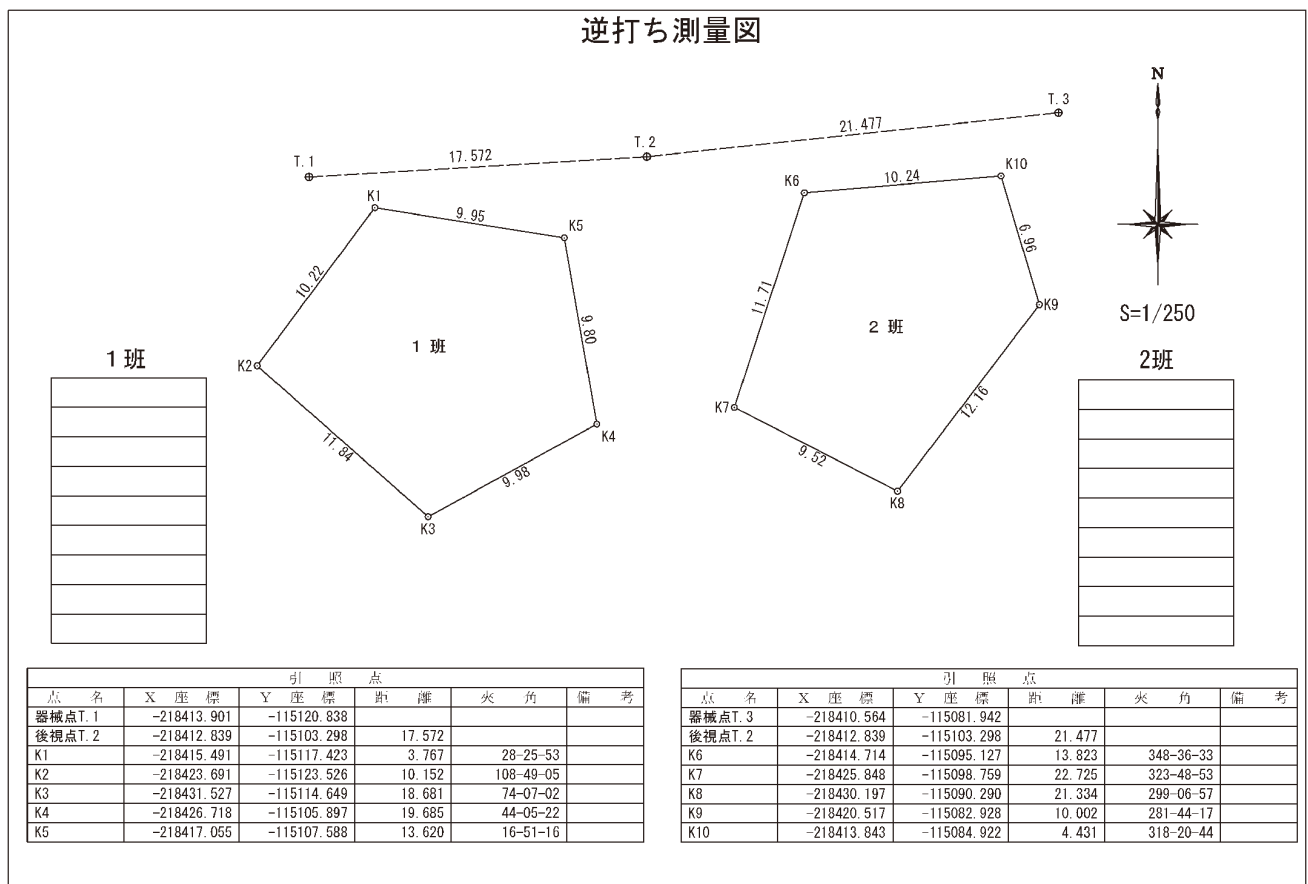 逆打ち測量図
N
T.3
21.477
T.2
17.572
T.1
K10
10.24
K6
K1
9.95
K5
6.96
10.22
11.71
K9
S=1/250
9.80
2 班
1 班
1 班
2班
K2
K7
12.16
K4
11.84
9.52
9.98
K8
K3
引 照 点
点 名 X 座 標 Y 座 標 距 離 夾 角 備 考
器械点T.1 -218413.901 -115120.838
後視点T.2 -218412.839 -115103.298 17.572
K1 -218415.491 -115117.423 3.767 28-25-53
K2 -218423.691 -115123.526 10.152 108-49-05
K3 -218431.527 -115114.649 18.681 74-07-02
K4 -218426.718 -115105.897 19.685 44-05-22
K5 -218417.055 -115107.588 13.620 16-51-16
引 照 点
点 名 X 座 標 Y 座 標 距 離 夾 角 備 考
器械点T.3 -218410.564 -115081.942
後視点T.2 -218412.839 -115103.298 21.477
K6 -218414.714 -115095.127 13.823 348-36-33
K7 -218425.848 -115098.759 22.725 323-48-53
K8 -218430.197 -115090.290 21.334 299-06-57
K9 -218420.517 -115082.928 10.002 281-44-17
K10 -218413.843 -115084.922 4.431 318-20-44